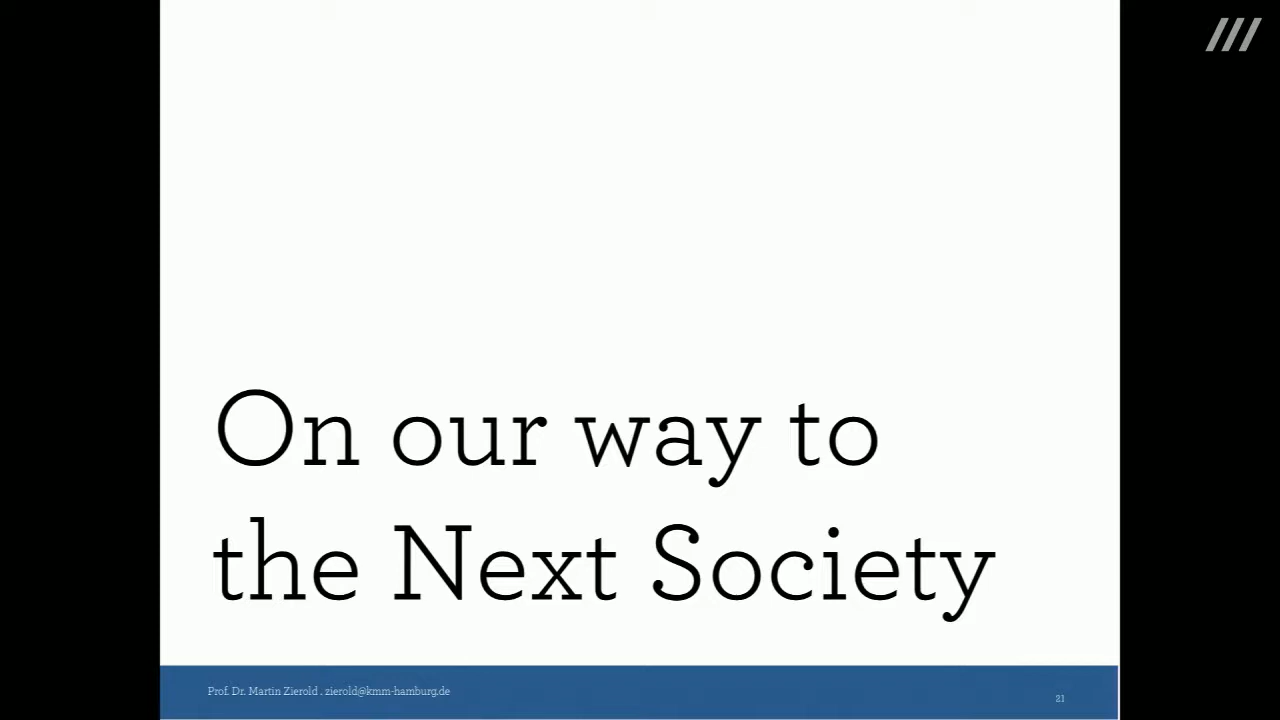 On our way to
the Next Society
Prof. Dr. Martin Zierold . zierold@kmm-hamburg.de
21